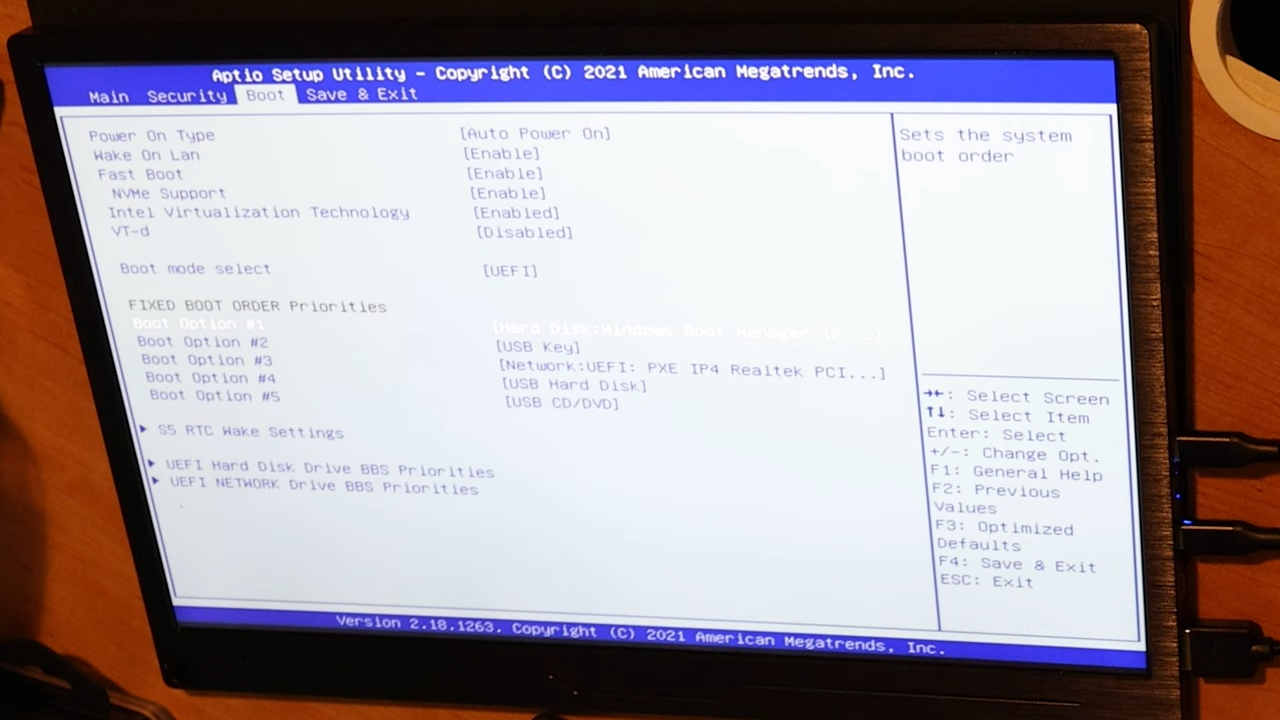 Aptio Setup Utility - Copyright (C) 2021 American Megatrends, Inc.
Main Security Boot Save & Exit
Power On Type [Auto Power On]
Wake On Lan [Enable]
Fast Boot [Enable]
NVMe Support [Enable]
Intel Virtualization Technology [Enabled]
VT-d [Disabled]
Boot mode select [UEFI]
FIXED BOOT ORDER Priorities
Boot Option #1 [Hard Disk:Windows Boot Manager (P...]
Boot Option #2 [USB Key]
Boot Option #3 [Network:UEFI: PXE IP4 Realtek PCI...]
Boot Option #4 [USB Hard Disk]
Boot Option #5 [USB CD/DVD]
S5 RTC Wake Settings
UEFI Hard Disk Drive BBS Priorities
UEFI NETWORK Drive BBS Priorities
Sets the system
boot order
→←: Select Screen
↑↓: Select Item
Enter: Select
+/-: Change Opt.
F1: General Help
F2: Previous
Values
F3: Optimized
Defaults
F4: Save & Exit
ESC: Exit
Version 2.18.1263. Copyright (C) 2021 American Megatrends, Inc.